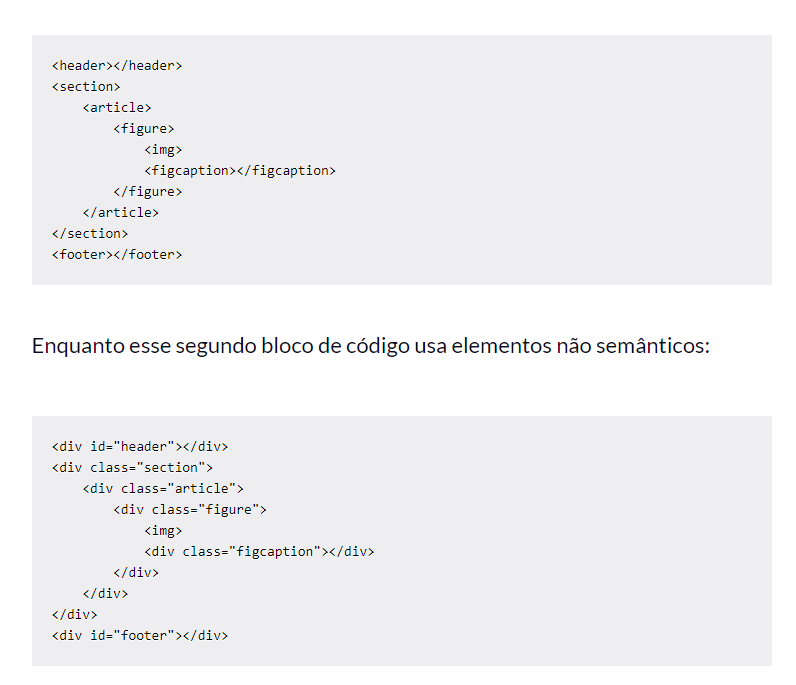 <header></header>
<section>
    <article>
        <figure>
            <img>
            <figcaption></figcaption>
        </figure>
    </article>
</section>
<footer></footer>
Enquanto esse segundo bloco de código usa elementos não semânticos:
<div id="header"></div>
<div class="section">
    <div class="article">
        <div class="figure">
            <img>
            <div class="figcaption"></div>
        </div>
    </div>
</div>
<div id="footer"></div>